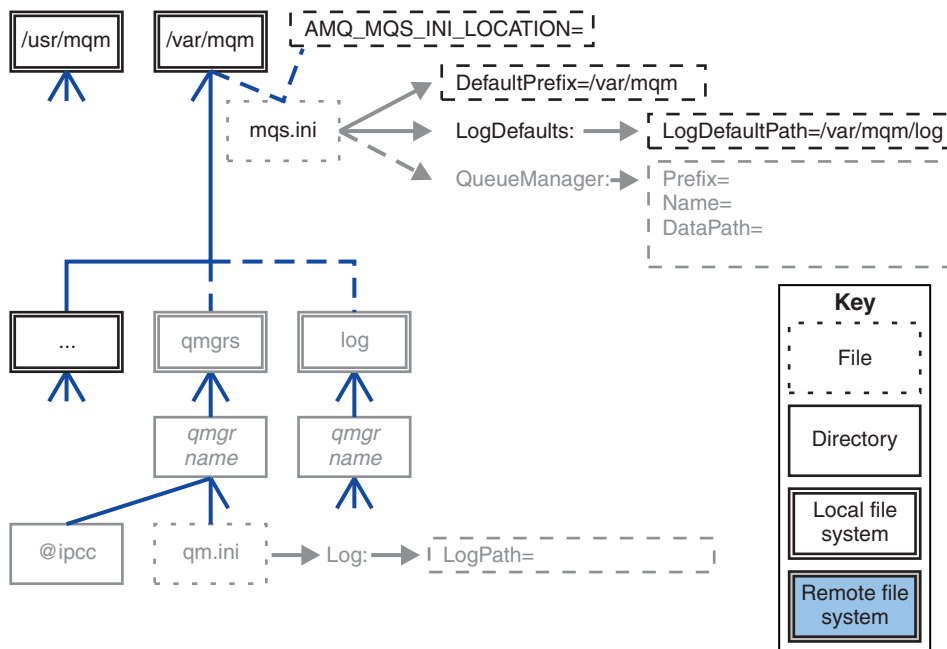 /usr/mqm
/var/mqm
AMQ_MQS_INI_LOCATION=
DefaultPrefix=/var/mqm
mqs.ini
LogDefaults:
LogDefaultPath=/var/mqm/log
QueueManager:
Prefix=
Name=
DataPath=
...
qmgrs
log
qmgr
name
qmgr
name
@ipcc
qm.ini
Log:
LogPath=
Key
File
Directory
Local file
system
Remote file
system